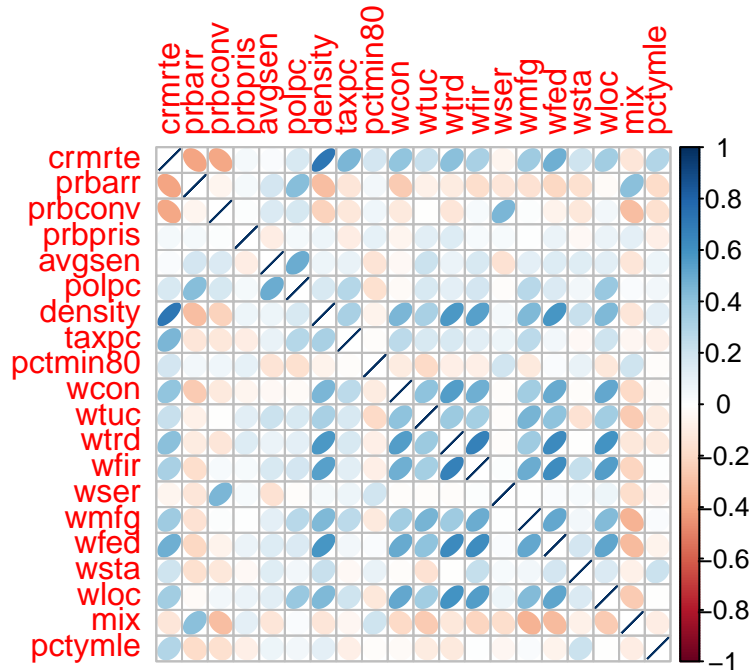 crmrte
prbarr
prbconv
prbpris
avgsen
polpc
density
taxpc
pctmin80
wcon
wtuc
wtrd
wfir
wser
wmfg
wfed
wsta
wloc
mix
pctymle
crmrte
prbarr
prbconv
prbpris
avgsen
polpc
density
taxpc
pctmin80
wcon
wtuc
wtrd
wfir
wser
wmfg
wfed
wsta
wloc
mix
pctymle
1
0.8
0.6
0.4
0.2
0
−0.2
−0.4
−0.6
−0.8
−1